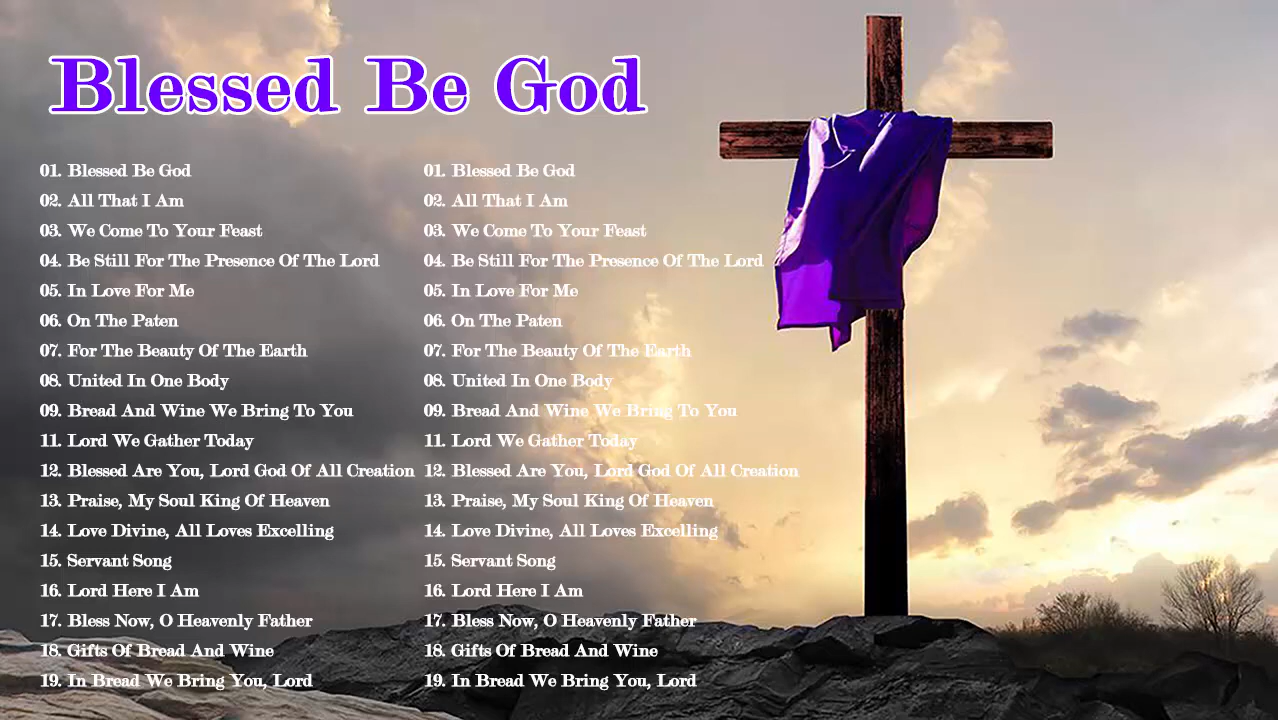 Blessed Be God
01. Blessed Be God
02. All That I Am
03. We Come To Your Feast
04. Be Still For The Presence Of The Lord
05. In Love For Me
06. On The Paten
07. For The Beauty Of The Earth
08. United In One Body
09. Bread And Wine We Bring To You
11. Lord We Gather Today
12. Blessed Are You, Lord God Of All Creation
13. Praise, My Soul King Of Heaven
14. Love Divine, All Loves Excelling
15. Servant Song
16. Lord Here I Am
17. Bless Now, O Heavenly Father
18. Gifts Of Bread And Wine
19. In Bread We Bring You, Lord
01. Blessed Be God
02. All That I Am
03. We Come To Your Feast
04. Be Still For The Presence Of The Lord
05. In Love For Me
06. On The Paten
07. For The Beauty Of The Earth
08. United In One Body
09. Bread And Wine We Bring To You
11. Lord We Gather Today
12. Blessed Are You, Lord God Of All Creation
13. Praise, My Soul King Of Heaven
14. Love Divine, All Loves Excelling
15. Servant Song
16. Lord Here I Am
17. Bless Now, O Heavenly Father
18. Gifts Of Bread And Wine
19. In Bread We Bring You, Lord